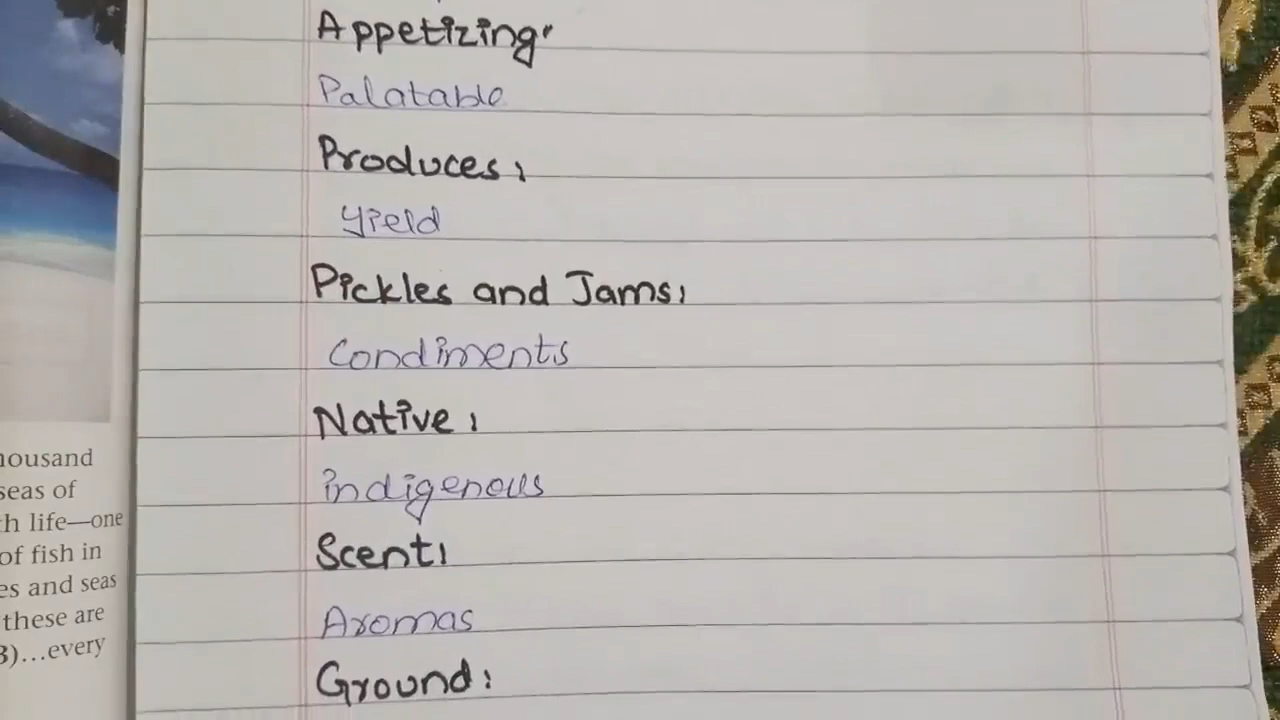 Appetizing:
Palatable
Produces:
Yield
Pickles and Jams:
Condiments
Native:
indigenous
Scent:
Aromas
Ground:
housand
seas of
h life—one
of fish in
es and seas
these are
3)...every